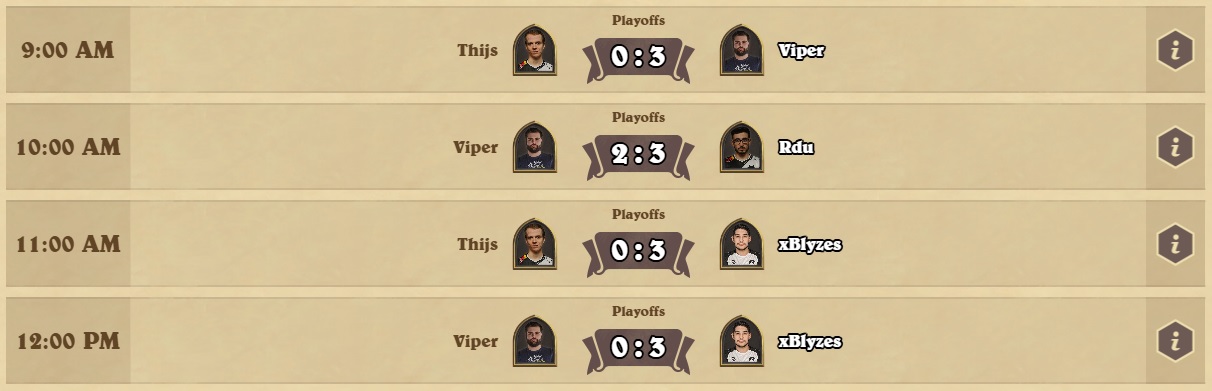 Playoffs
9:00 AM Thijs 0 : 3 Viper i
Playoffs
10:00 AM Viper 2 : 3 Rdu i
Playoffs
11:00 AM Thijs 0 : 3 xBlyzes i
Playoffs
12:00 PM Viper 0 : 3 xBlyzes i